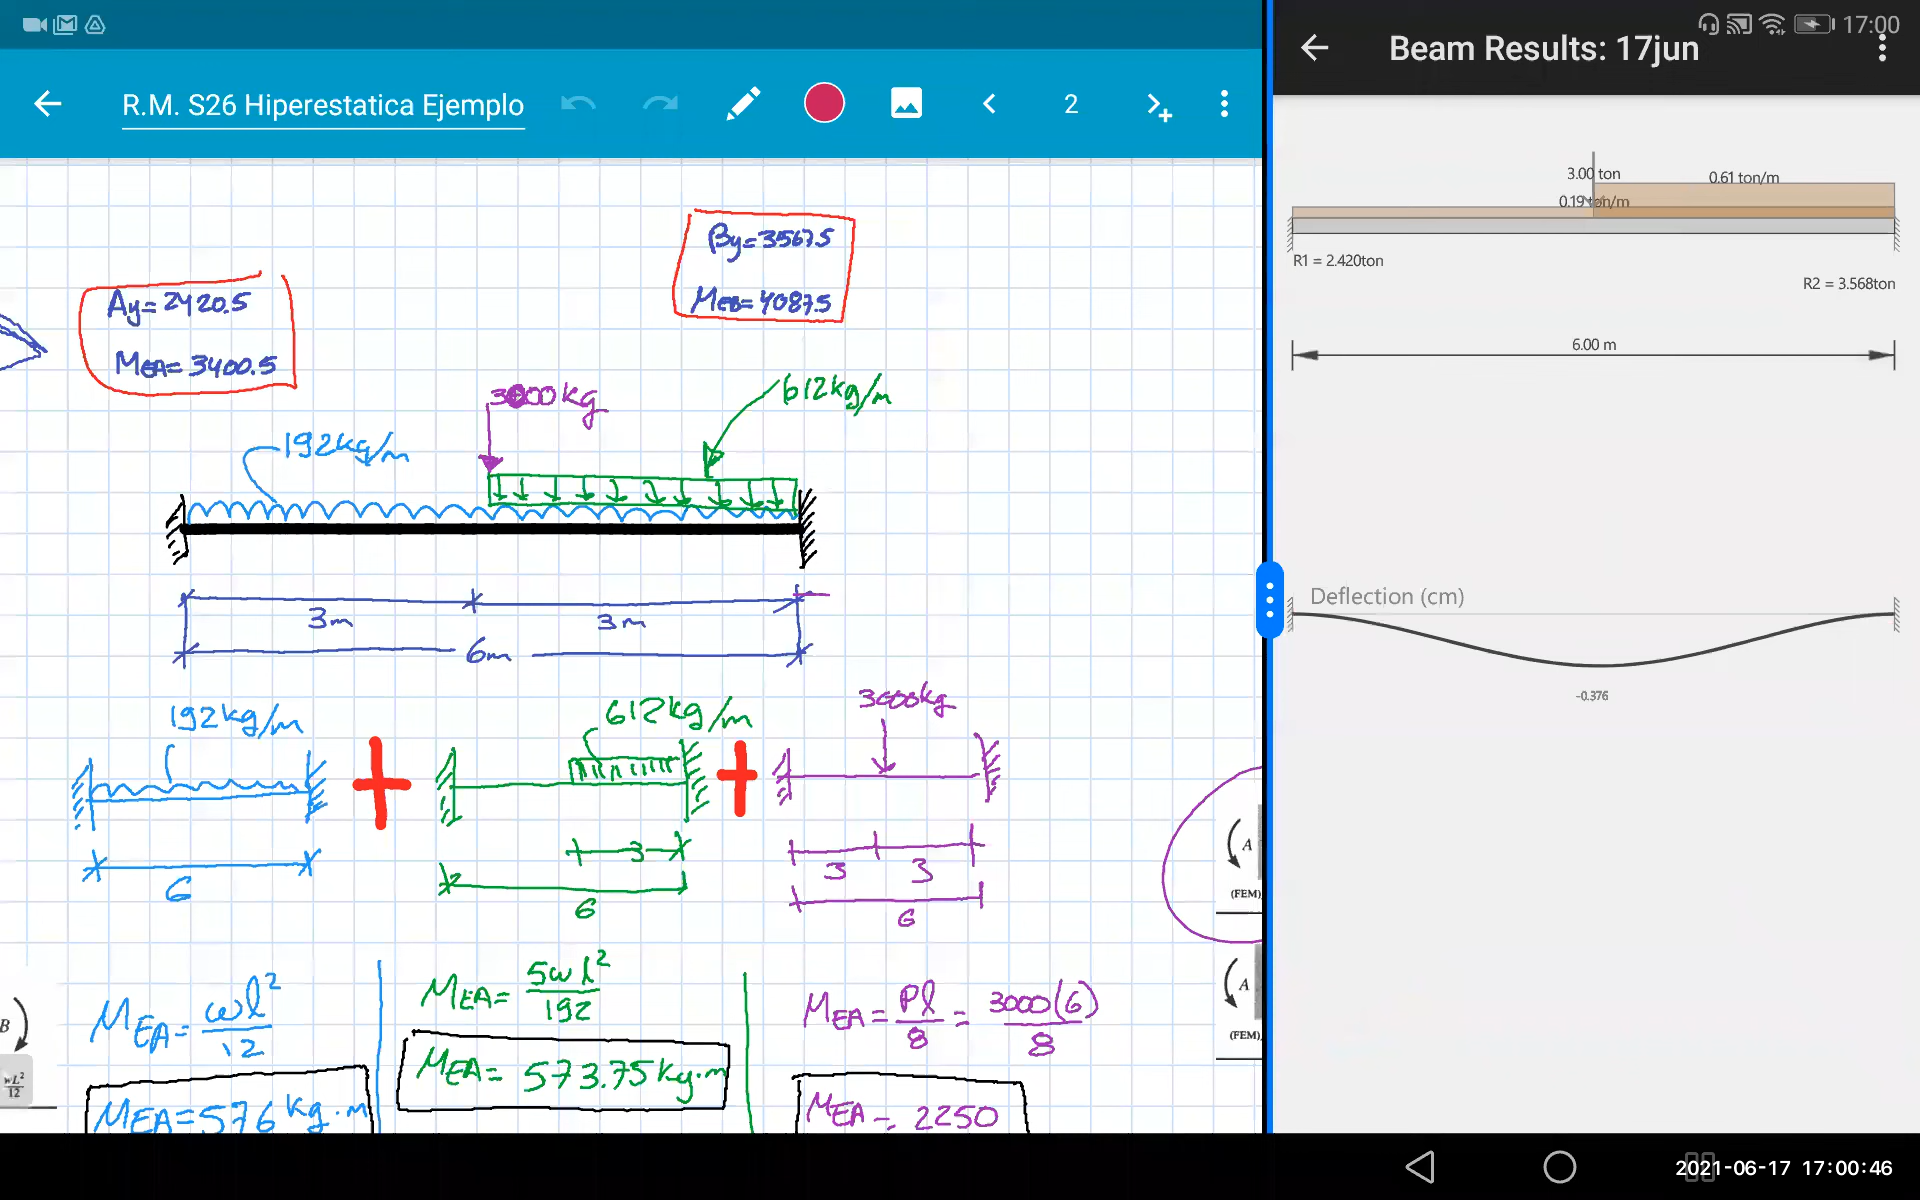 17:00
R.M. S26 Hiperestatica Ejemplo
2
By=3567.5
MEB=4087.5
Ay=2420.5
MEA=3400.5
3000kg
612kg/m
192kg/m
3m
3m
6m
192kg/m
612kg/m
3000kg
6
3
6
3
3
6
MEA=ωl²/12
MEA=576 kg.m
MEA=5ωl²/192
MEA= 573.75 kg.m
MEA=Pl/8=3000(6)/8
MEA= 2250
B
wL²/12
A
(FEM)
A
(FEM)
Beam Results: 17jun
3.00 ton
0.61 ton/m
0.19 ton/m
R1 = 2.420ton
R2 = 3.568ton
6.00 m
Deflection (cm)
-0.376
2021-06-17 17:00:46